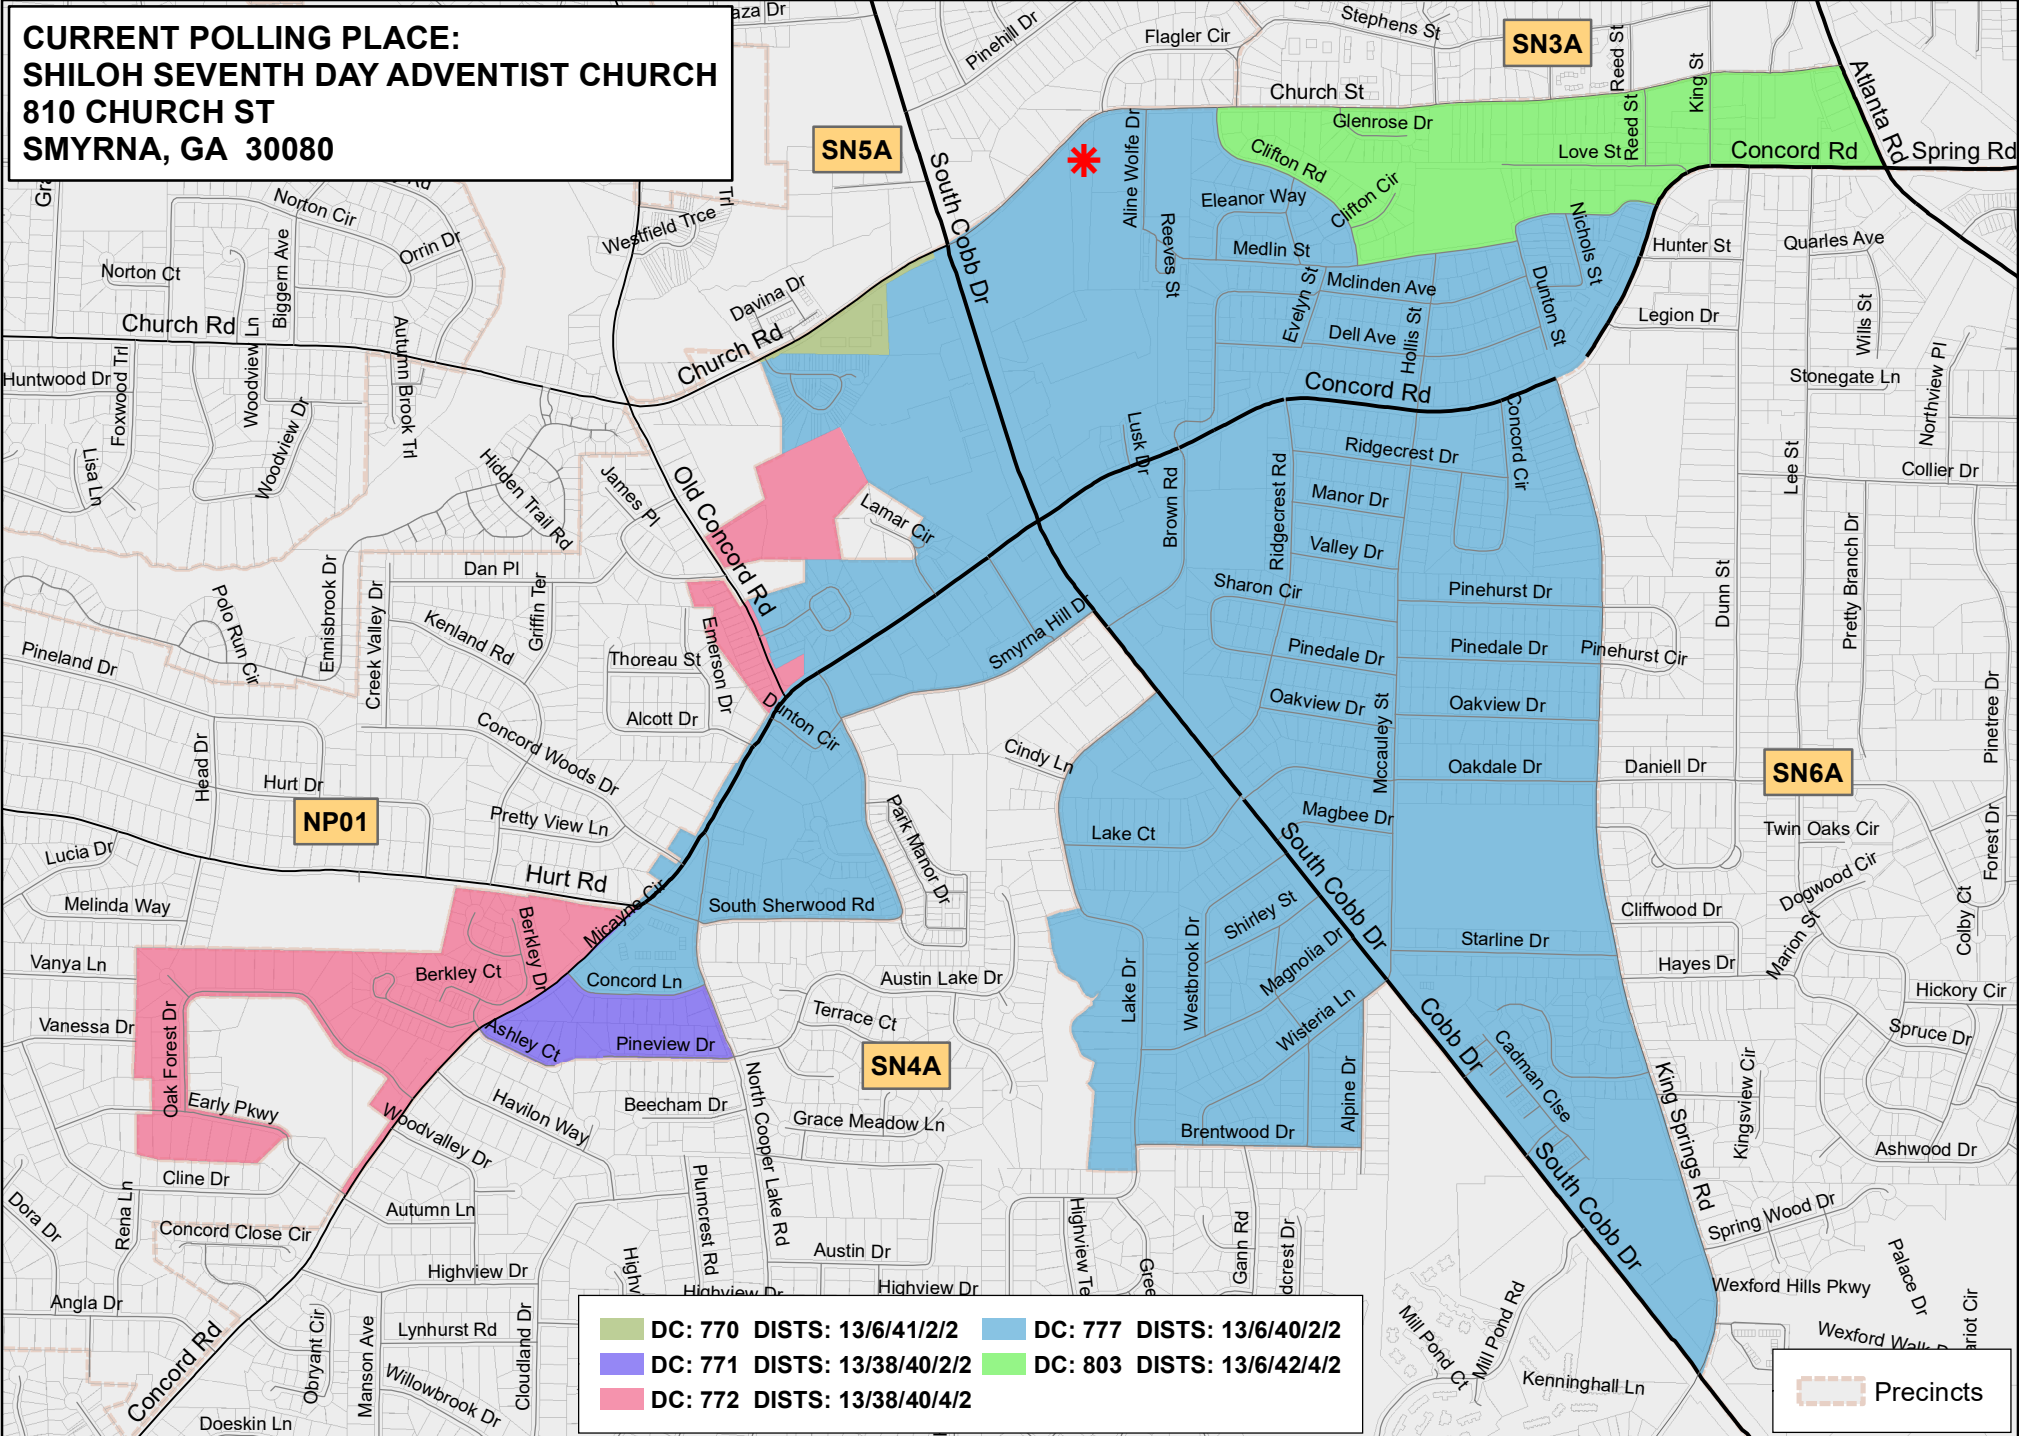 CURRENT POLLING PLACE:
SHILOH SEVENTH DAY ADVENTIST CHURCH
810 CHURCH ST
SMYRNA, GA 30080
Pinehill Dr
Flagler Cir
Stephens St
SN3A
Reed St
King St
Atlanta Rd
Church St
Glenrose Dr
Reed St
Love St
Concord Rd
Spring Rd
SN5A
South Cobb Dr
Aline Wolfe Dr
Clifton Rd
Clifton Cir
Eleanor Way
Reeves St
Medlin St
Evelyn St
Mclinden Ave
Dell Ave
Hollis St
Nichols St
Dunton St
Hunter St
Quarles Ave
Legion Dr
Wills St
Stonegate Ln
Northview Pl
Collier Dr
Lee St
Norton Cir
Orrin Dr
Norton Ct
Biggern Ave
Westfield Trce
Trl
Davina Dr
Church Rd
Church Rd
Huntwood Dr
Foxwood Trl
Woodview Ln
Woodview Dr
Autumn Brook Trl
Lisa Ln
Hidden Trail Rd
James Pl
Old Concord Rd
Lamar Cir
Concord Rd
Lusk Dr
Brown Rd
Ridgecrest Rd
Ridgecrest Dr
Concord Cir
Manor Dr
Valley Dr
Sharon Cir
Pinehurst Dr
Pinedale Dr
Pinedale Dr
Pinehurst Cir
Oakview Dr
Oakview Dr
Mccauley St
Oakdale Dr
Daniell Dr
Dunn St
Pretty Branch Dr
Pinetree Dr
SN6A
Dan Pl
Ennisbrook Dr
Creek Valley Dr
Griffin Ter
Kenland Rd
Polo Run Cir
Pineland Dr
Thoreau St
Emerson Dr
Alcott Dr
Dunton Cir
Smyrna Hill Dr
Cindy Ln
Concord Woods Dr
Head Dr
Hurt Dr
NP01
Pretty View Ln
Hurt Rd
Lucia Dr
Melinda Way
Vanya Ln
Vanessa Dr
Micayne Cir
Berkley Dr
Berkley Ct
South Sherwood Rd
Park Manor Dr
Concord Ln
Ashley Ct
Pineview Dr
Austin Lake Dr
Terrace Ct
SN4A
Lake Ct
Magbee Dr
South Cobb Dr
Shirley St
Westbrook Dr
Magnolia Dr
Lake Dr
Wisteria Ln
Alpine Dr
Brentwood Dr
Starline Dr
Cobb Dr
Cadman Clse
South Cobb Dr
King Springs Rd
Twin Oaks Cir
Dogwood Cir
Forest Dr
Cliffwood Dr
Marion St
Colby Ct
Hayes Dr
Hickory Cir
Spruce Dr
Kingsview Cir
Ashwood Dr
Spring Wood Dr
Palace Dr
Wexford Hills Pkwy
Kenninghall Ln
Mill Pond Rd
Mill Pond Ct
Oak Forest Dr
Early Pkwy
Cline Dr
Woodvalley Dr
Havilon Way
Beecham Dr
Grace Meadow Ln
North Cooper Lake Rd
Plumcrest Rd
Dora Dr
Rena Ln
Concord Close Cir
Autumn Ln
Highview Dr
Highview Dr
Highview Dr
Austin Dr
Gann Rd
Angla Dr
Obryant Cir
Manson Ave
Lynhurst Rd
Cloudland Dr
Willowbrook Dr
Concord Rd
Doeskin Ln
DC: 770 DISTS: 13/6/41/2/2
DC: 771 DISTS: 13/38/40/2/2
DC: 772 DISTS: 13/38/40/4/2
DC: 777 DISTS: 13/6/40/2/2
DC: 803 DISTS: 13/6/42/4/2
Precincts